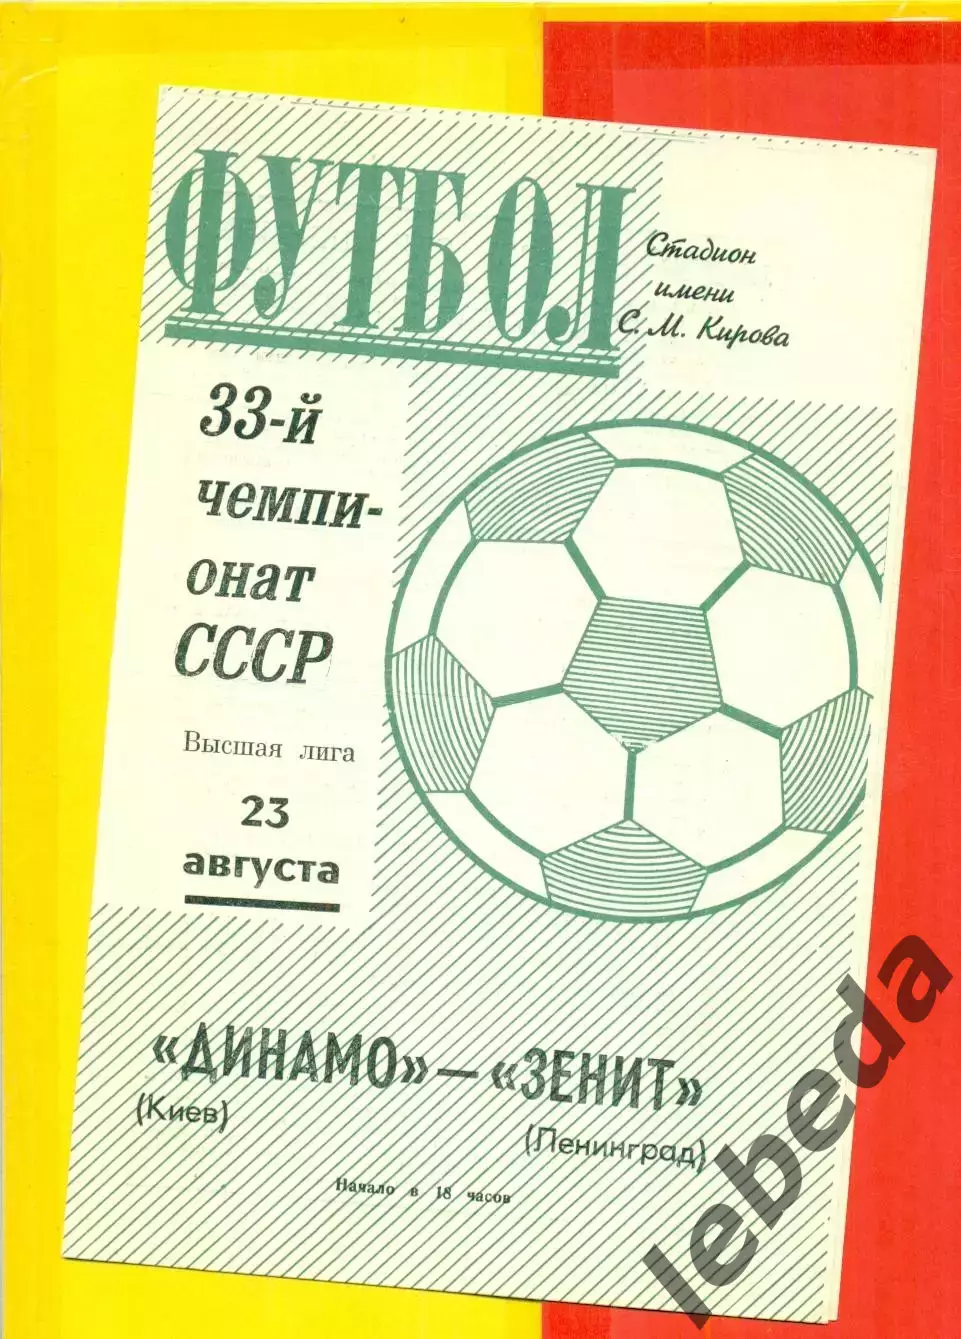 ФУТБОЛ
Стадион
имени
С. М. Кирова
33-й
чемпи-
онат
СССР
Высшая лига
23
августа
«ДИНАМО» — «ЗЕНИТ»
(Киев)
(Ленинград)
Начало в 18 часов
lebeda